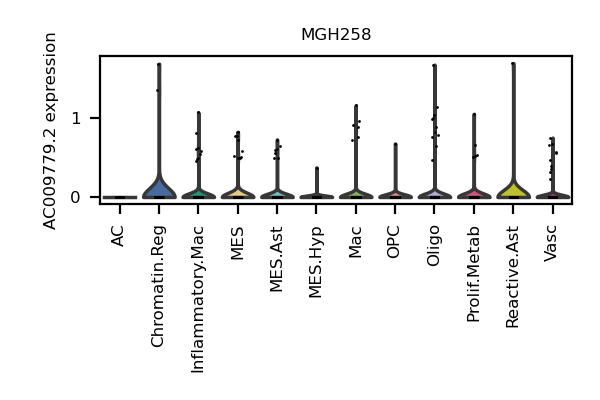 MGH258
AC009779.2 expression
1
0
AC
Chromatin.Reg
Inflammatory.Mac
MES
MES.Ast
MES.Hyp
Mac
OPC
Oligo
Prolif.Metab
Reactive.Ast
Vasc